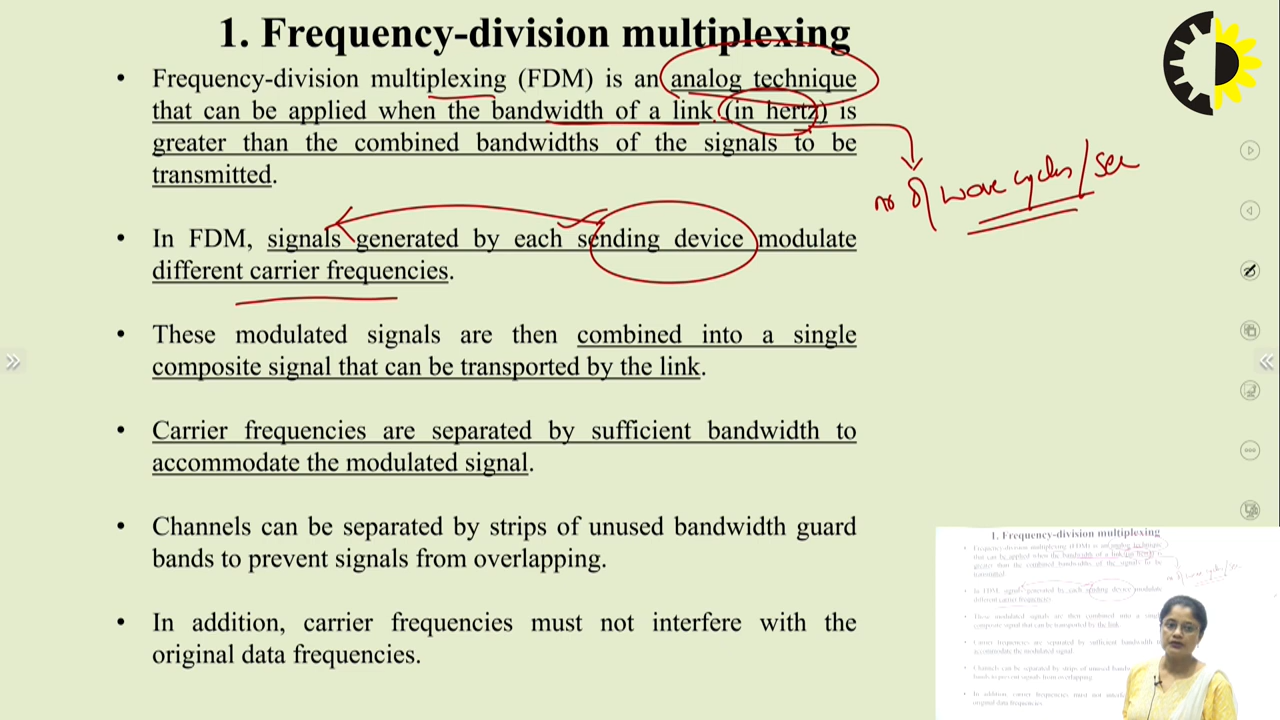 1. Frequency-division multiplexing
• Frequency-division multiplexing (FDM) is an analog technique
that can be applied when the bandwidth of a link (in hertz) is
greater than the combined bandwidths of the signals to be
transmitted.
no of wave cycles/sec
• In FDM, signals generated by each sending device modulate
different carrier frequencies.
• These modulated signals are then combined into a single
composite signal that can be transported by the link.
• Carrier frequencies are separated by sufficient bandwidth to
accommodate the modulated signal.
• Channels can be separated by strips of unused bandwidth guard
bands to prevent signals from overlapping.
• In addition, carrier frequencies must not interfere with the
original data frequencies.
1. Frequency-division multiplexing